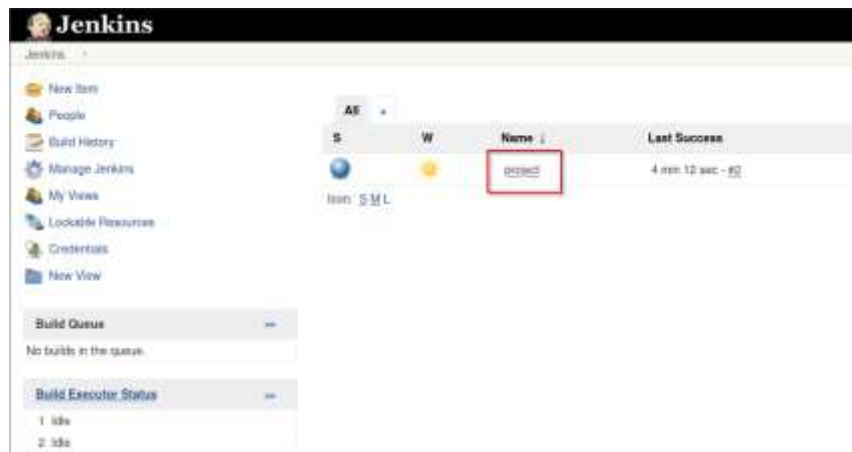 Jenkins
Jenkins
New Item
People
Build History
Manage Jenkins
My Views
Lockable Resources
Credentials
New View
All +
S W Name ↓ Last Success
project 4 min 12 sec - #2
Icon: S M L
Build Queue
No builds in the queue.
Build Executor Status
1 Idle
2 Idle